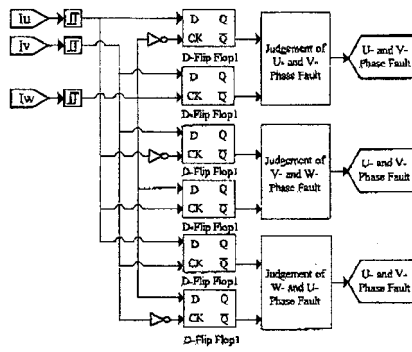 Iu
D Q
CK Q
D-Flip Flop1
Judgement of
U- and V-
Phase Fault
U- and V-
Phase Fault
Iv
D Q
CK Q
D-Flip Flop1
Iw
D Q
CK Q
D-Flip Flop1
Judgement of
V- and W-
Phase Fault
U- and V-
Phase Fault
D Q
CK Q
D-Flip Flop1
D Q
CK Q
D-Flip Flop1
Judgement of
W- and U-
Phase Fault
U- and V-
Phase Fault
D Q
CK Q
D-Flip Flop1